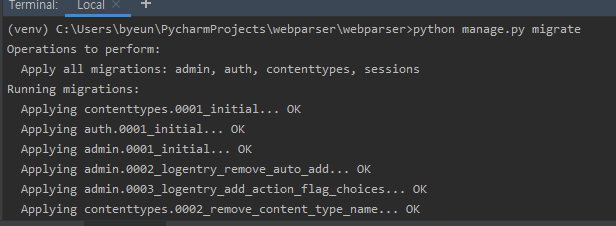 Terminal: Local × +
(venv) C:\Users\byeun\PycharmProjects\webparser\webparser>python manage.py migrate
Operations to perform:
  Apply all migrations: admin, auth, contenttypes, sessions
Running migrations:
  Applying contenttypes.0001_initial... OK
  Applying auth.0001_initial... OK
  Applying admin.0001_initial... OK
  Applying admin.0002_logentry_remove_auto_add... OK
  Applying admin.0003_logentry_add_action_flag_choices... OK
  Applying contenttypes.0002_remove_content_type_name... OK